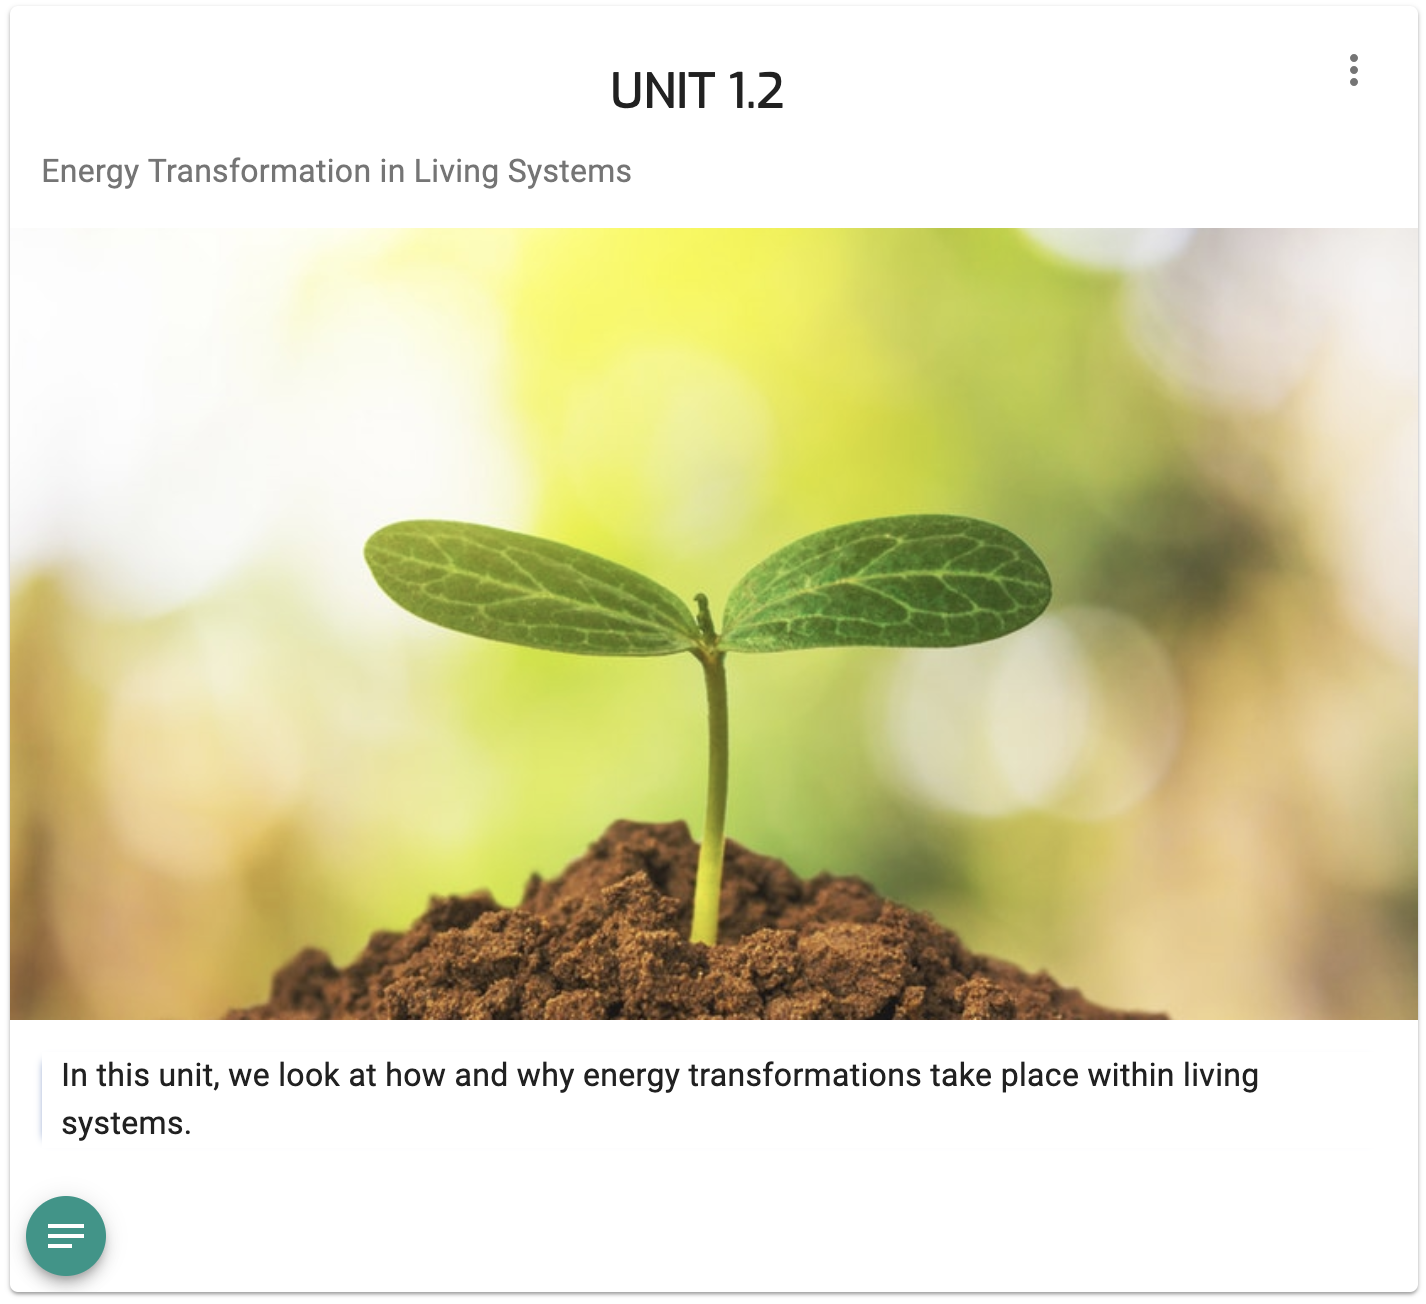 UNIT 1.2
Energy Transformation in Living Systems
In this unit, we look at how and why energy transformations take place within living
systems.